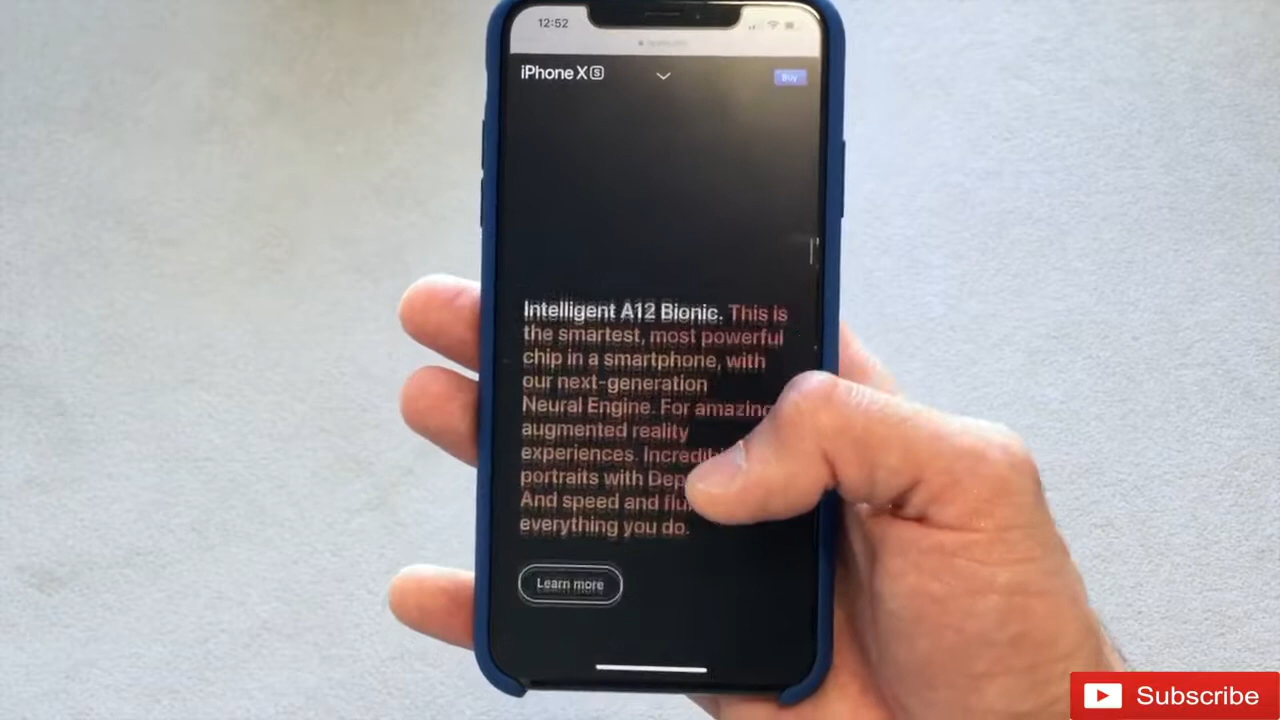 12:52
iPhone XS
Buy
Intelligent A12 Bionic. This is
the smartest, most powerful
chip in a smartphone, with
our next-generation
Neural Engine. For amazing
augmented reality
experiences.
portraits with
And speed and
everything you do.
Learn more
Subscribe